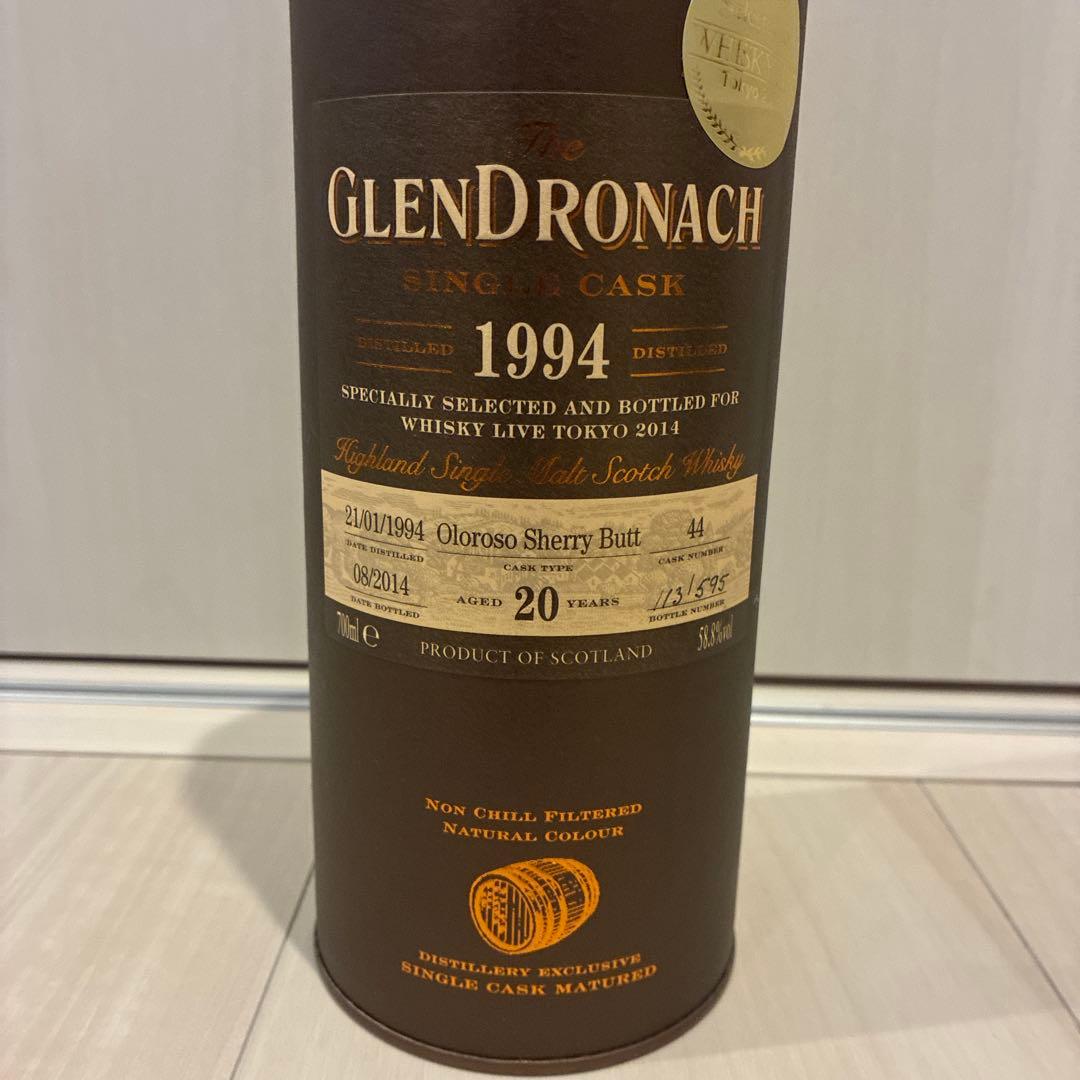 WHISKY
Tokyo
The
GLENDRONACH
SINGLE CASK
DISTILLED 1994 DISTILLED
SPECIALLY SELECTED AND BOTTLED FOR
WHISKY LIVE TOKYO 2014
Highland Single Malt Scotch Whisky
21/01/1994 Oloroso Sherry Butt 44
DATE DISTILLED CASK TYPE CASK NUMBER
08/2014 AGED 20 YEARS 113/595
DATE BOTTLED BOTTLE NUMBER
700ml e PRODUCT OF SCOTLAND 58.8%vol
NON CHILL FILTERED
NATURAL COLOUR
DISTILLERY EXCLUSIVE
SINGLE CASK MATURED